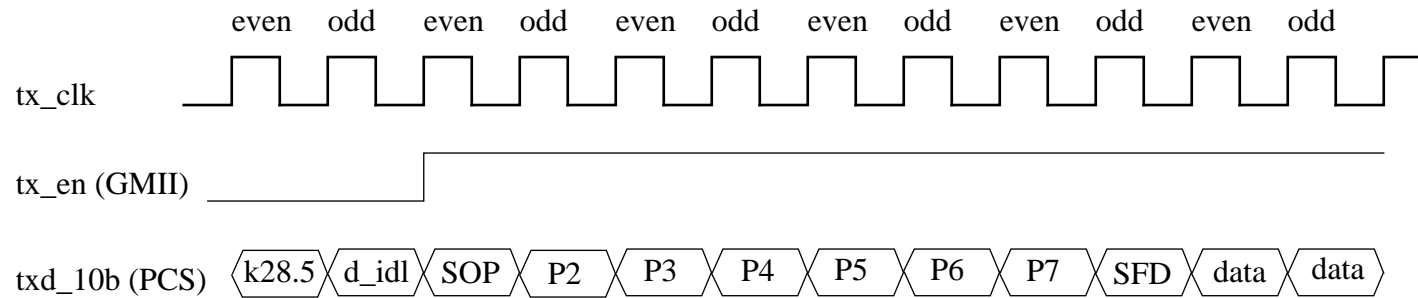 even odd even odd even odd even odd even odd even odd
tx_clk
tx_en (GMII)
txd_10b (PCS) k28.5 d_idl SOP P2 P3 P4 P5 P6 P7 SFD data data